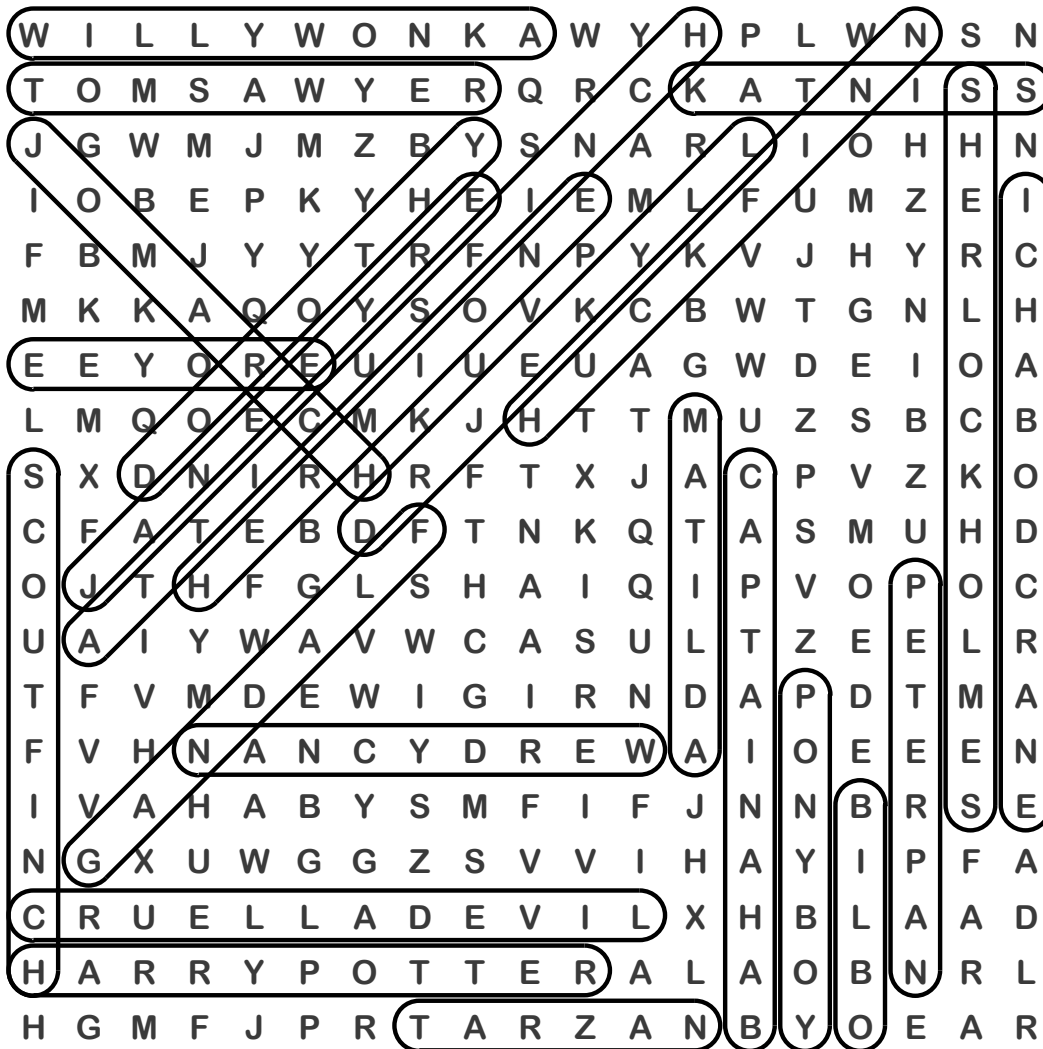 W I L L Y W O N K A W Y H P L W N S N
T O M S A W Y E R Q R C K A T N I S S
J G W M J M Z B Y S N A R L I O H H N
I O B E P K Y H E I E M L F U M Z E I
F B M J Y Y T R F N P Y K V J H Y R C
M K K A Q O Y S O V K C B W T G N L H
E E Y O R E U I U E U A G W D E I O A
L M Q O E C M K J H T T M U Z S B C B
S X D N I R H R F T X J A C P V Z K O
C F A T E B D F T N K Q T A S M U H D
O J T H F G L S H A I Q I P V O P O C
U A I Y W A V W C A S U L T Z E E L R
T F V M D E W I G I R N D A P D T M A
F V H N A N C Y D R E W A I O E E E N
I V A H A B Y S M F I F J N N B R S E
N G X U W G G Z S V V I H A Y I P F A
C R U E L L A D E V I L X H B L A A D
H A R R Y P O T T E R A L A O B N R L
H G M F J P R T A R Z A N B Y O E A R